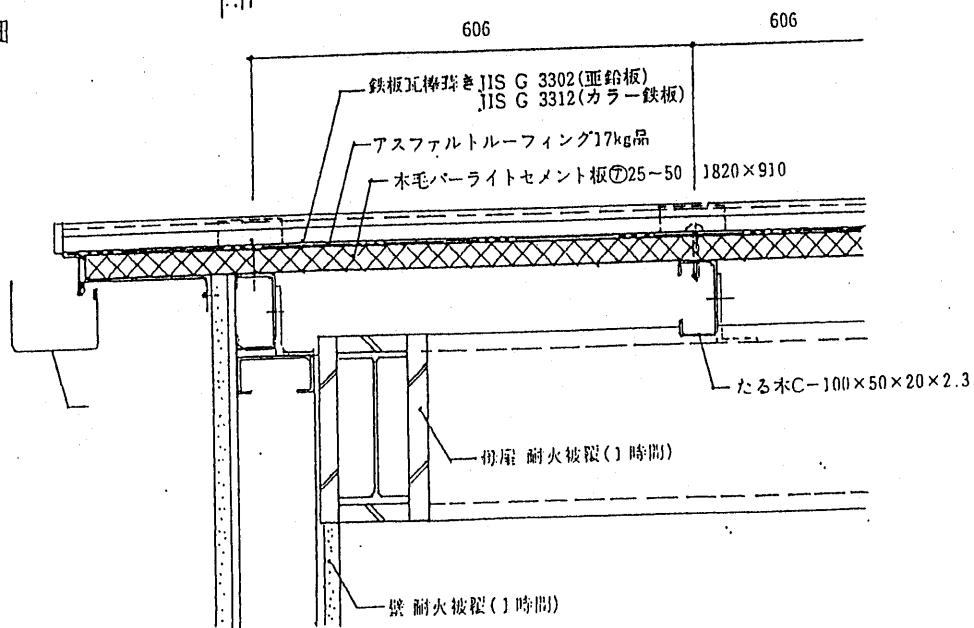 606
606
鉄板瓦棒葺き JIS G 3302(亜鉛板)
JIS G 3312(カラー鉄板)
アスファルトルーフィング17kg品
木毛パーライトセメント板㋐25~50 1820×910
たる木C-100×50×20×2.3
母屋 耐火被覆(1時間)
壁 耐火被覆(1時間)